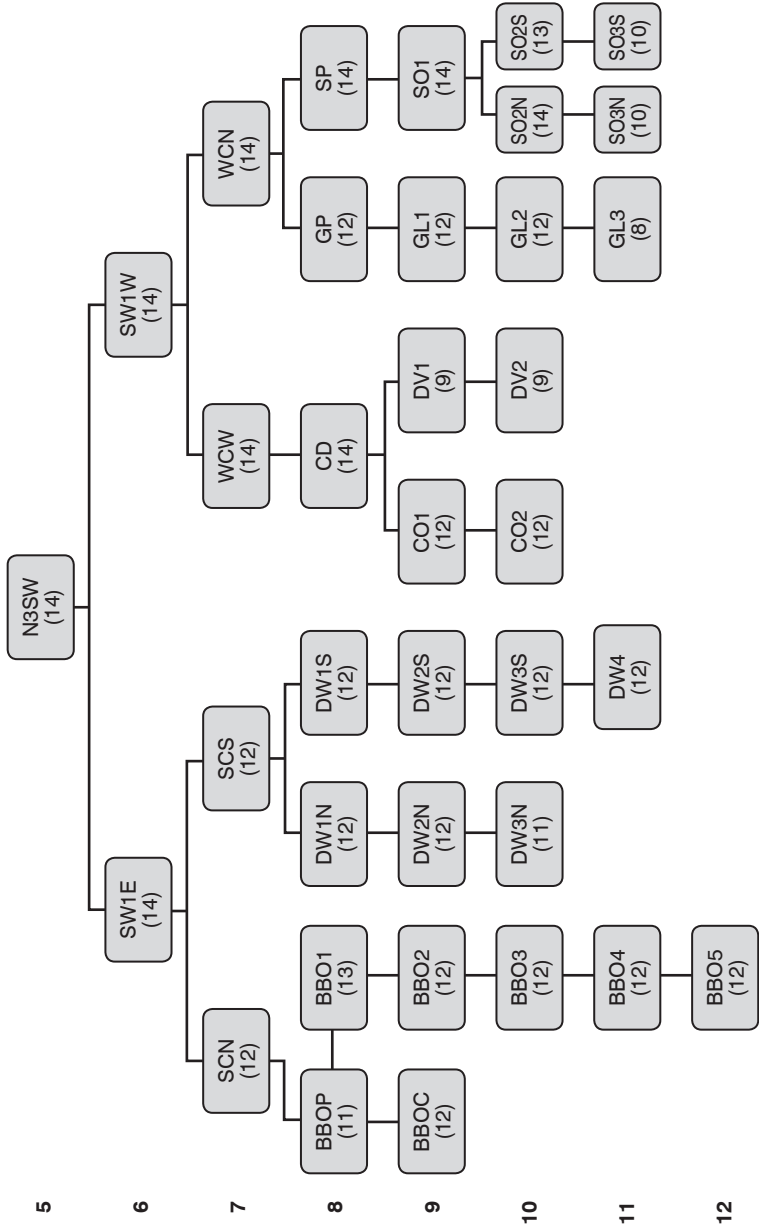 5
N3SW
(14)
6
SW1E
(14)
SW1W
(14)
7
SCN
(12)
SCS
(12)
WCW
(14)
WCN
(14)
8
BBOP
(11)
BBO1
(13)
DW1N
(12)
DW1S
(12)
CD
(14)
GP
(12)
SP
(14)
9
BBOC
(12)
BBO2
(12)
DW2N
(12)
DW2S
(12)
CO1
(12)
DV1
(9)
GL1
(12)
SO1
(14)
10
BBO3
(12)
DW3N
(11)
DW3S
(12)
CO2
(12)
DV2
(9)
GL2
(12)
SO2N
(14)
SO2S
(13)
11
BBO4
(12)
DW4
(12)
GL3
(8)
SO3N
(10)
SO3S
(10)
12
BBO5
(12)